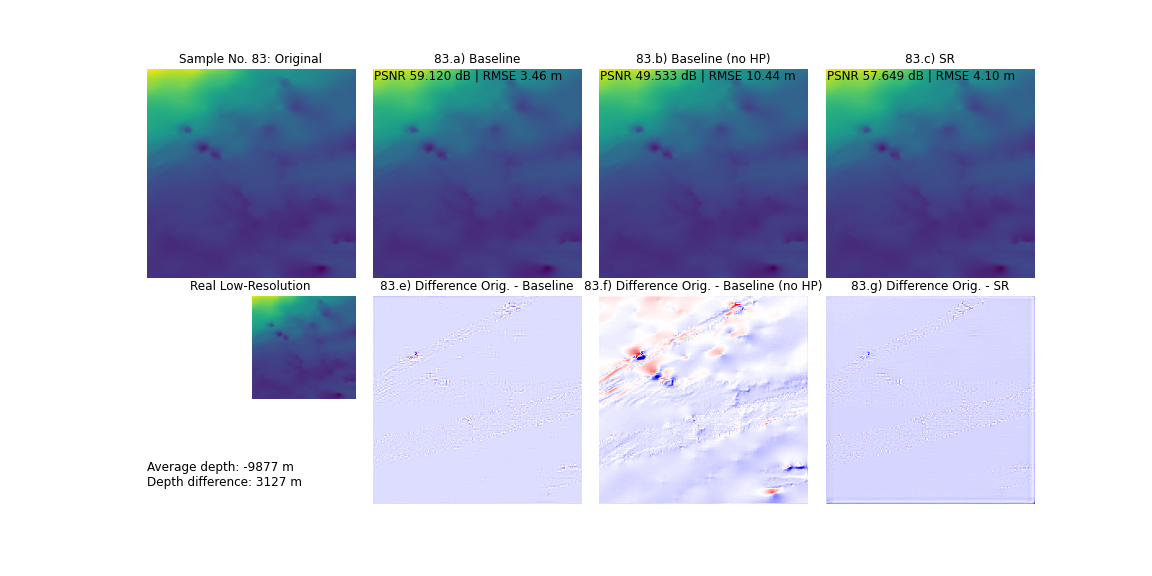 Sample No. 83: Original
83.a) Baseline
83.b) Baseline (no HP)
83.c) SR
PSNR 59.120 dB | RMSE 3.46 m
PSNR 49.533 dB | RMSE 10.44 m
PSNR 57.649 dB | RMSE 4.10 m
Real Low-Resolution
83.e) Difference Orig. - Baseline
83.f) Difference Orig. - Baseline (no HP)
83.g) Difference Orig. - SR
Average depth: -9877 m
Depth difference: 3127 m